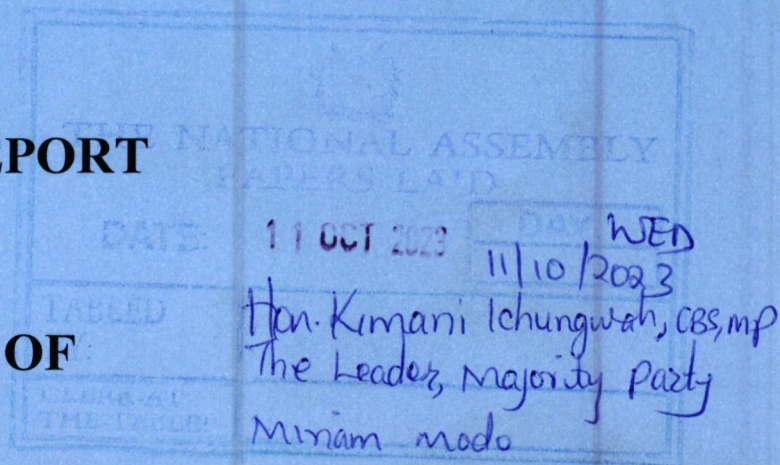 EPORT
THE NATIONAL ASSEMBLY
PAPERS LAID
DATE: 11 OCT 2023 DAY WED
11/10/2023
TABLED Hon. Kimani Ichungwah, CBS, MP
OF The Leader, Majority Party
CLERK AT
THE-TABLE: Miriam Modo